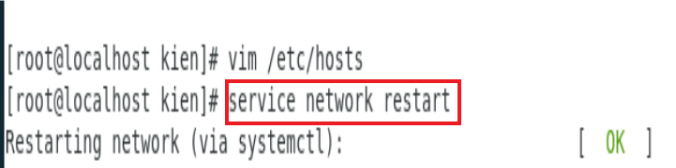 [root@localhost kien]# vim /etc/hosts
[root@localhost kien]# service network restart
Restarting network (via systemctl): [ OK ]